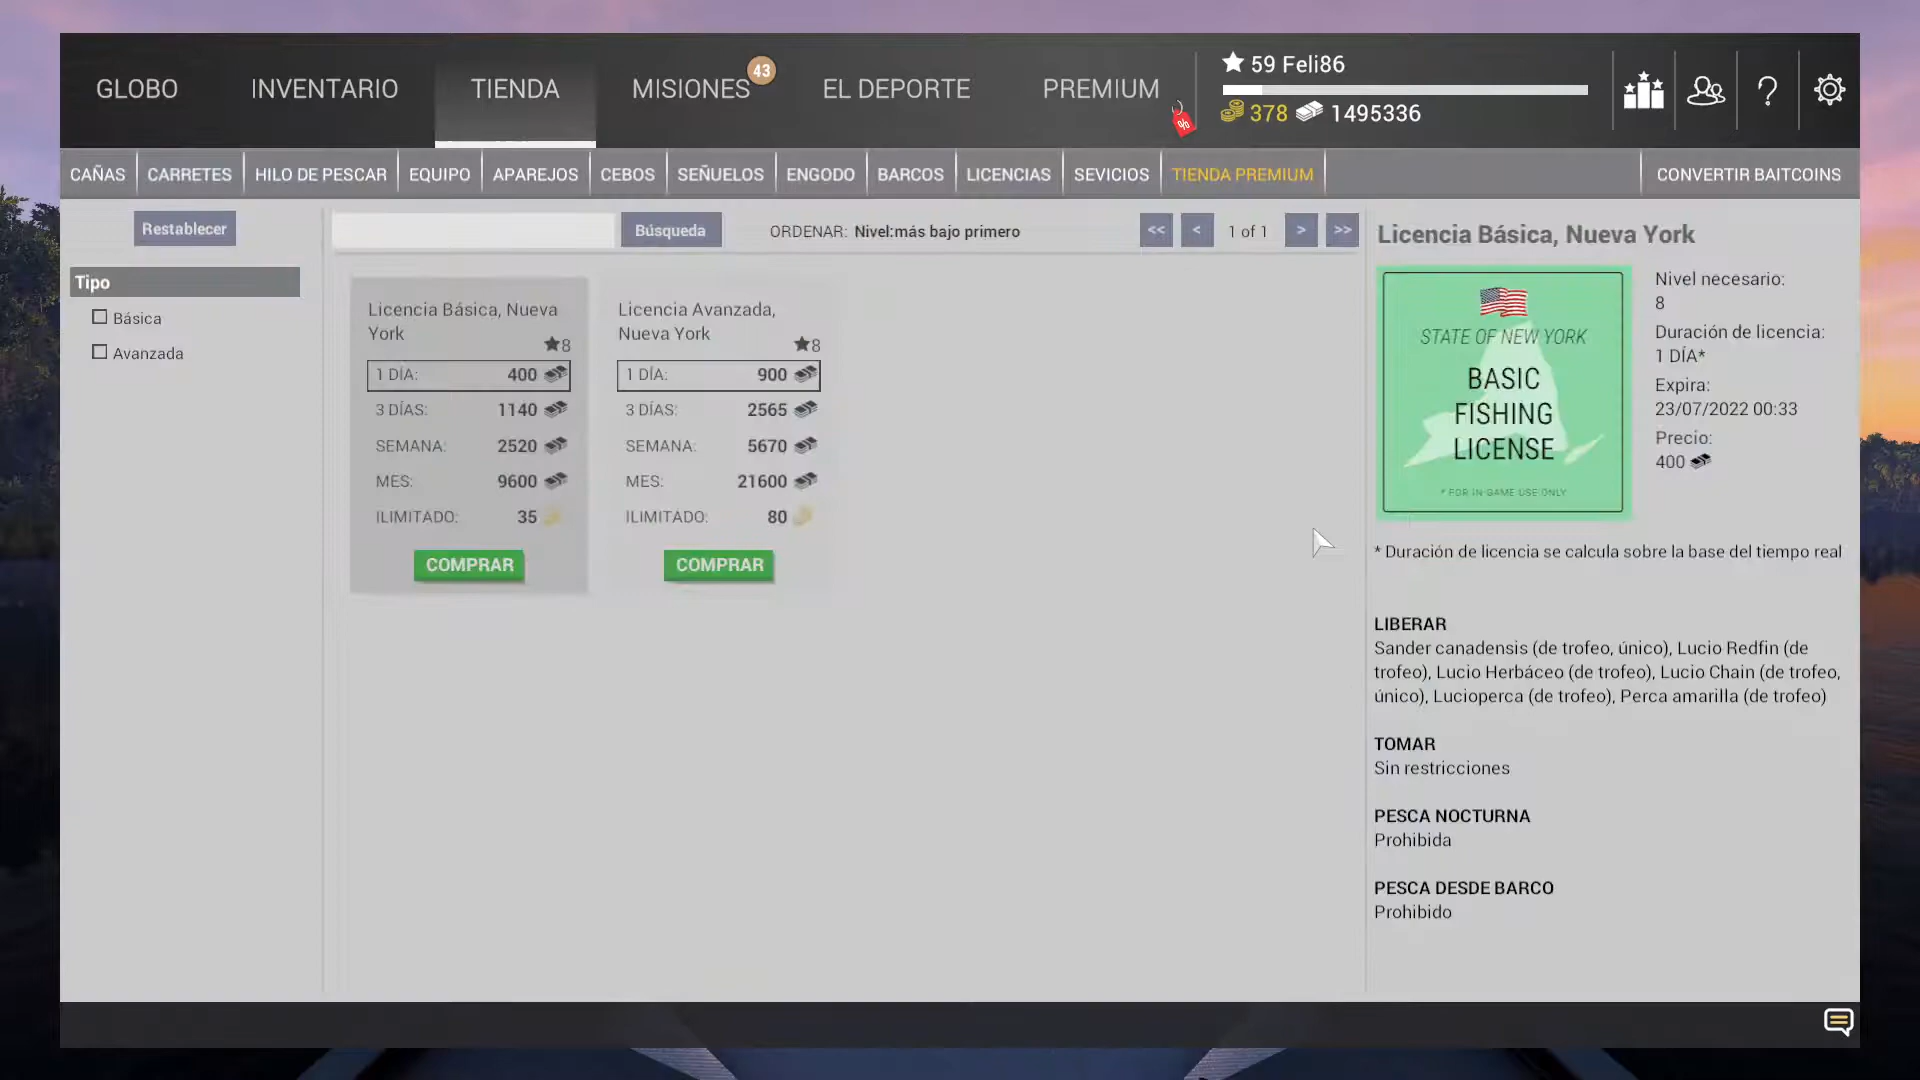 GLOBO
INVENTARIO
TIENDA
MISIONES
43
EL DEPORTE
PREMIUM
%
59 Feli86
378
1495336
?
CAÑAS
CARRETES
HILO DE PESCAR
EQUIPO
APAREJOS
CEBOS
SEÑUELOS
ENGODO
BARCOS
LICENCIAS
SEVICIOS
TIENDA PREMIUM
CONVERTIR BAITCOINS
Restablecer
Búsqueda
ORDENAR: Nivel:más bajo primero
<< < 1 of 1 > >>
Tipo
Básica
Avanzada
Licencia Básica, Nueva
York
8
1 DÍA: 400
3 DÍAS: 1140
SEMANA: 2520
MES: 9600
ILIMITADO: 35
COMPRAR
Licencia Avanzada,
Nueva York
8
1 DÍA: 900
3 DÍAS: 2565
SEMANA: 5670
MES: 21600
ILIMITADO: 80
COMPRAR
Licencia Básica, Nueva York
STATE OF NEW YORK
BASIC
FISHING
LICENSE
* FOR IN-GAME USE ONLY
Nivel necesario:
8
Duración de licencia:
1 DÍA*
Expira:
23/07/2022 00:33
Precio:
400
* Duración de licencia se calcula sobre la base del tiempo real
LIBERAR
Sander canadensis (de trofeo, único), Lucio Redfin (de
trofeo), Lucio Herbáceo (de trofeo), Lucio Chain (de trofeo,
único), Lucioperca (de trofeo), Perca amarilla (de trofeo)
TOMAR
Sin restricciones
PESCA NOCTURNA
Prohibida
PESCA DESDE BARCO
Prohibido